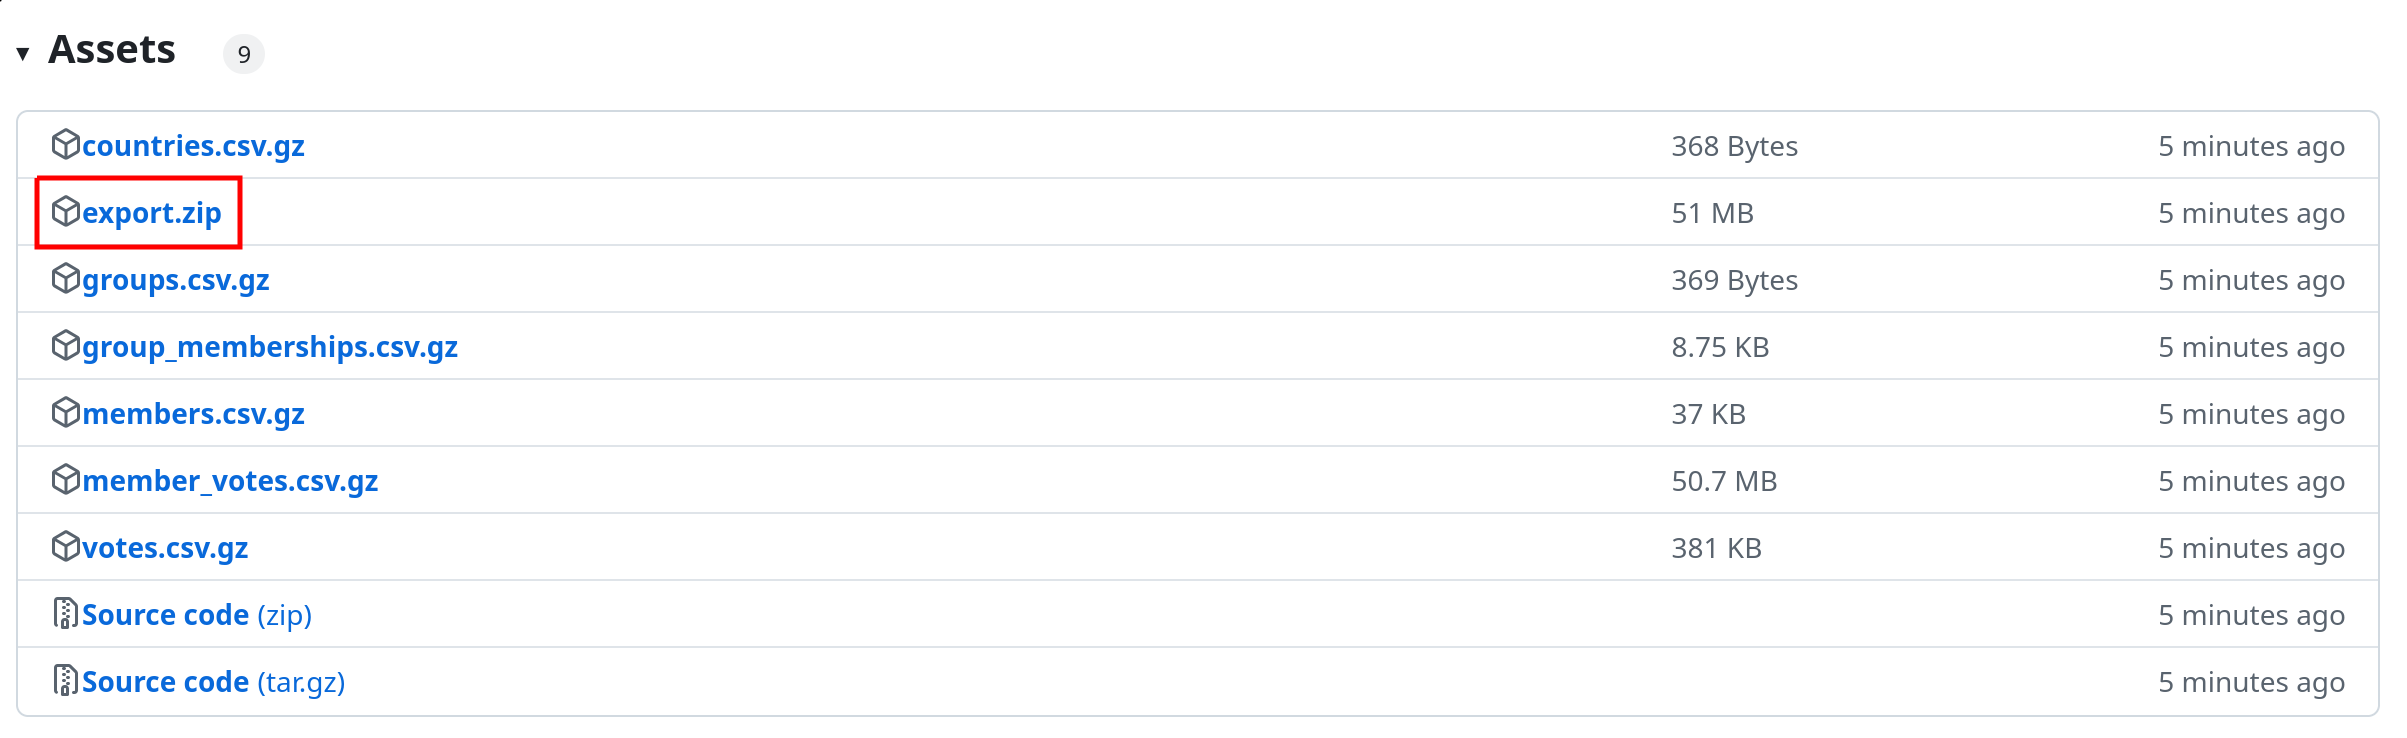 ▼ Assets 9
countries.csv.gz 368 Bytes 5 minutes ago
export.zip 51 MB 5 minutes ago
groups.csv.gz 369 Bytes 5 minutes ago
group_memberships.csv.gz 8.75 KB 5 minutes ago
members.csv.gz 37 KB 5 minutes ago
member_votes.csv.gz 50.7 MB 5 minutes ago
votes.csv.gz 381 KB 5 minutes ago
Source code (zip) 5 minutes ago
Source code (tar.gz) 5 minutes ago